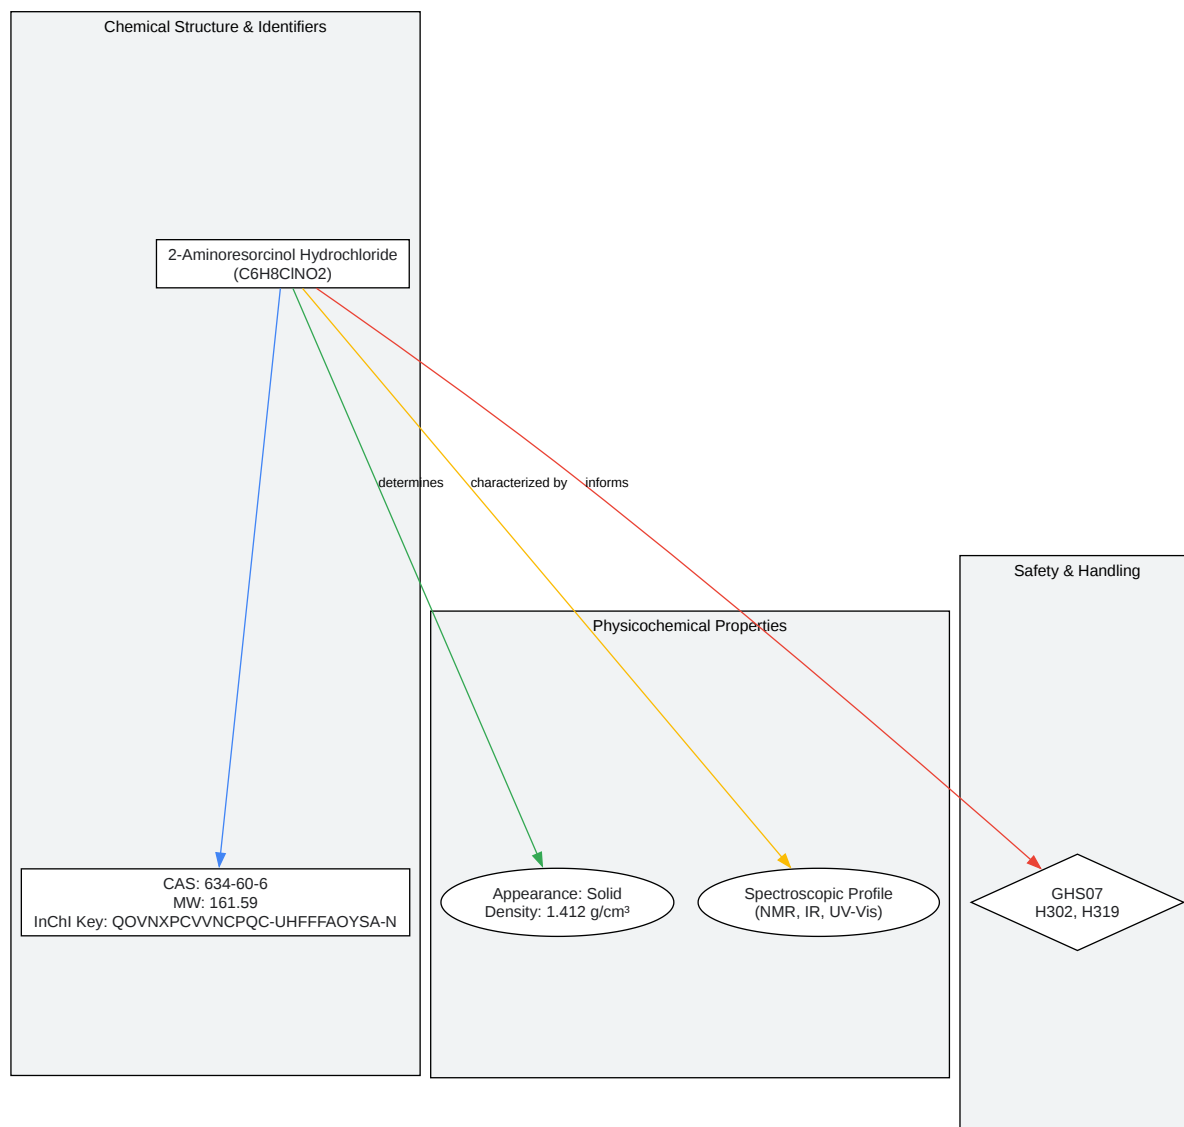 Chemical Structure & Identifiers
2-Aminoresorcinol Hydrochloride
(C6H8ClNO2)
determines
characterized by
informs
Safety & Handling
Physicochemical Properties
CAS: 634-60-6
MW: 161.59
InChI Key: QOVNXPCVVNCPQC-UHFFFAOYSA-N
Appearance: Solid
Density: 1.412 g/cm³
Spectroscopic Profile
(NMR, IR, UV-Vis)
GHS07
H302, H319